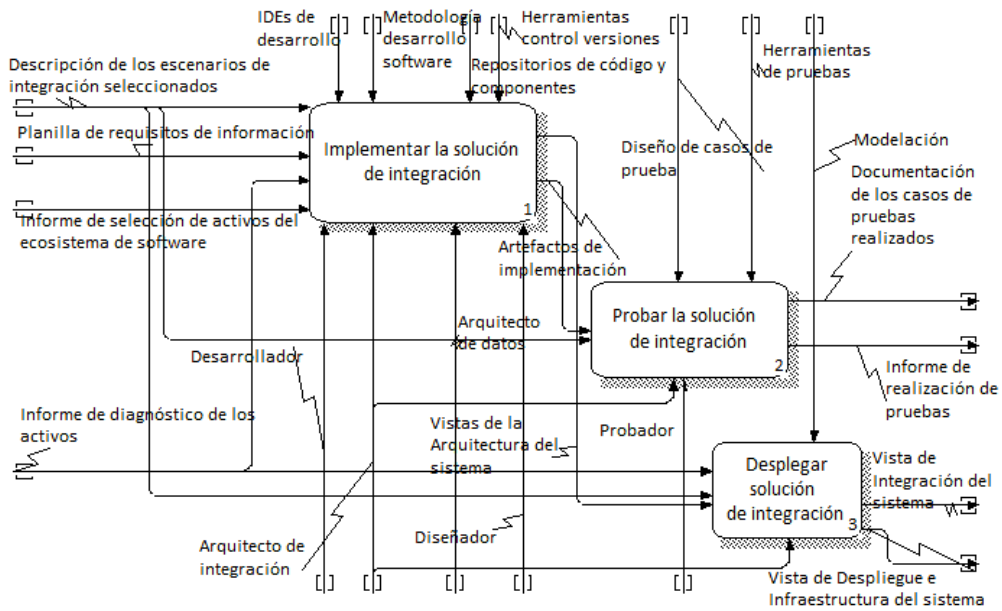 IDEs de
desarrollo
Metodología
desarrollo
software
Herramientas
control versiones
Repositorios de código y
componentes
Herramientas
de pruebas
Descripción de los escenarios de
integración seleccionados
Planilla de requisitos de información
Informe de selección de activos del
ecosistema de software
Implementar la solución
de integración
1
Diseño de casos de
prueba
Modelación
Documentación
de los casos de
pruebas
realizados
Artefactos de
implementación
Probar la solución
de integración
2
Arquitecto
de datos
Desarrollador
Informe de
realización de
pruebas
Informe de diagnóstico de los
activos
Vistas de la
Arquitectura del
sistema
Probador
Desplegar
solución
de integración
3
Vista de
Integración del
sistema
Arquitecto de
integración
Diseñador
Vista de Despliegue e
Infraestructura del sistema